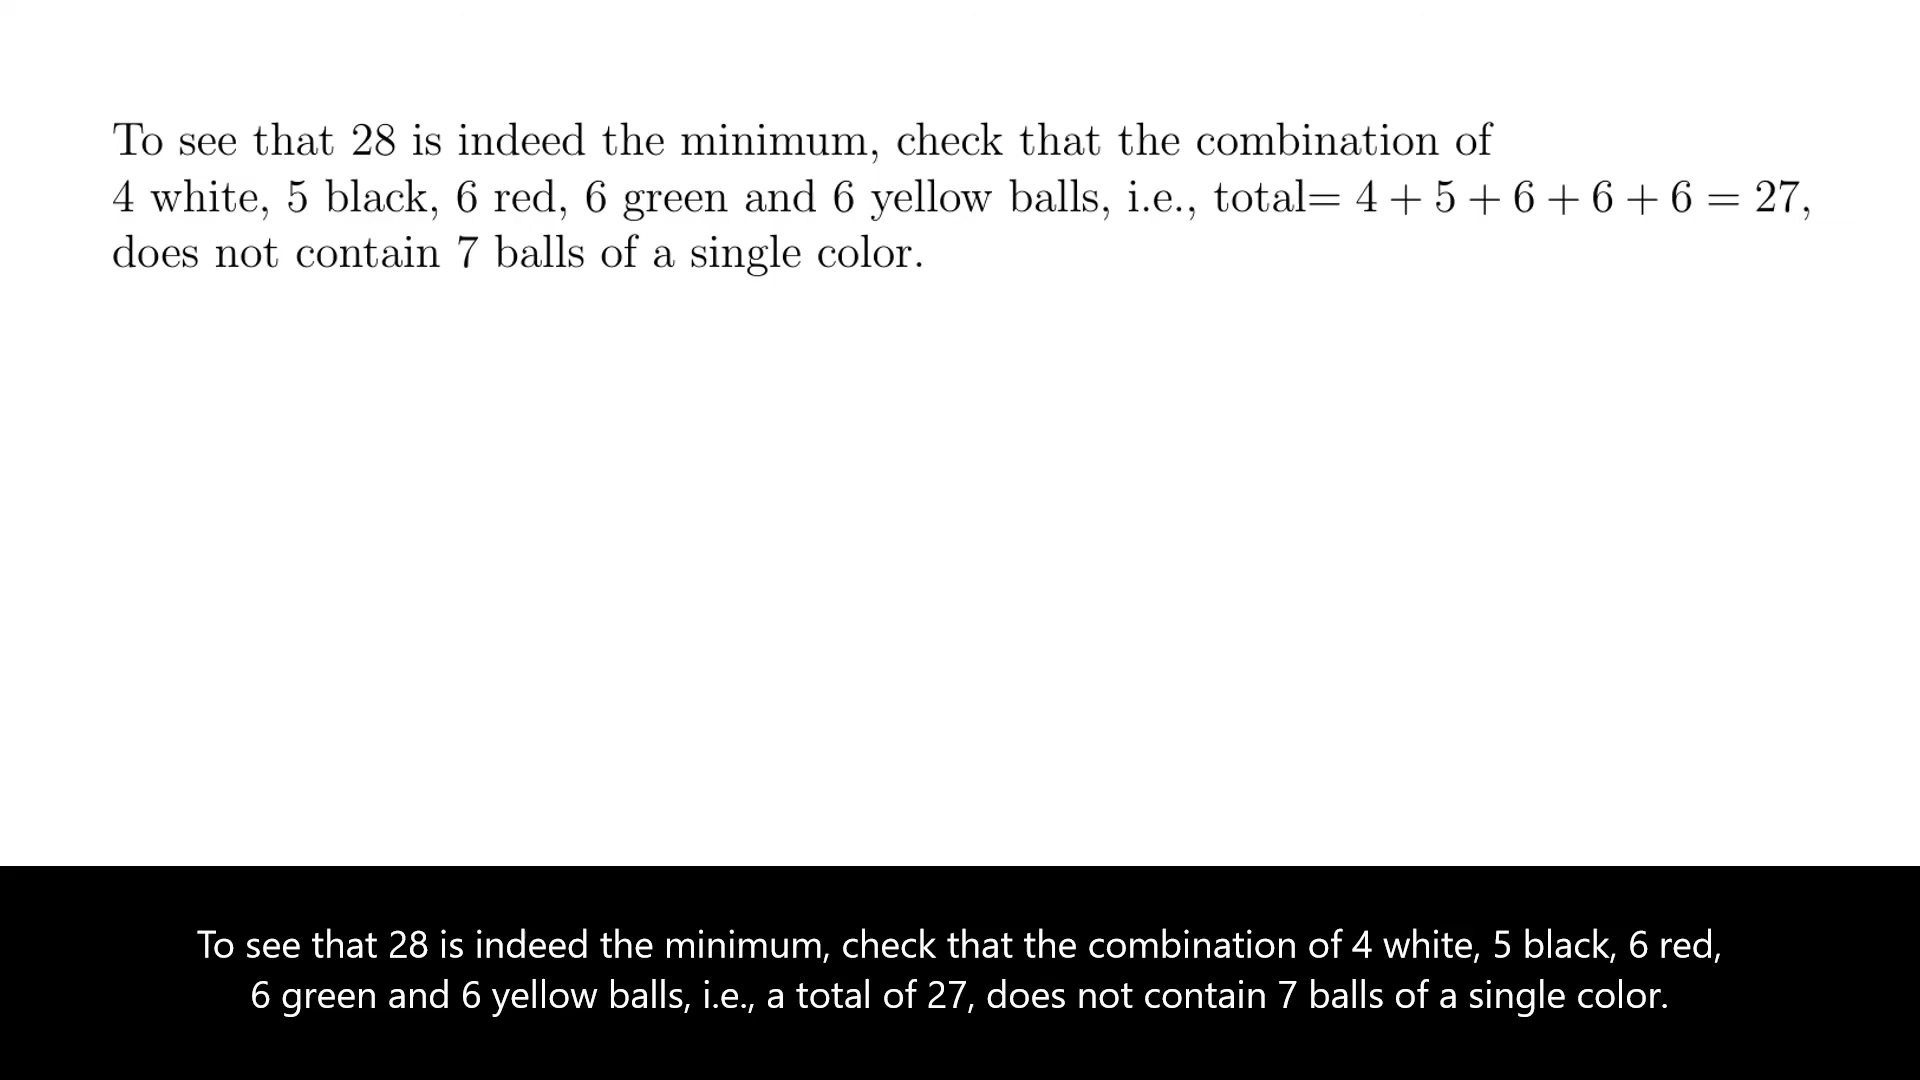 To see that 28 is indeed the minimum, check that the combination of
4 white, 5 black, 6 red, 6 green and 6 yellow balls, i.e., total= 4 + 5 + 6 + 6 + 6 = 27,
does not contain 7 balls of a single color.
To see that 28 is indeed the minimum, check that the combination of 4 white, 5 black, 6 red,
6 green and 6 yellow balls, i.e., a total of 27, does not contain 7 balls of a single color.